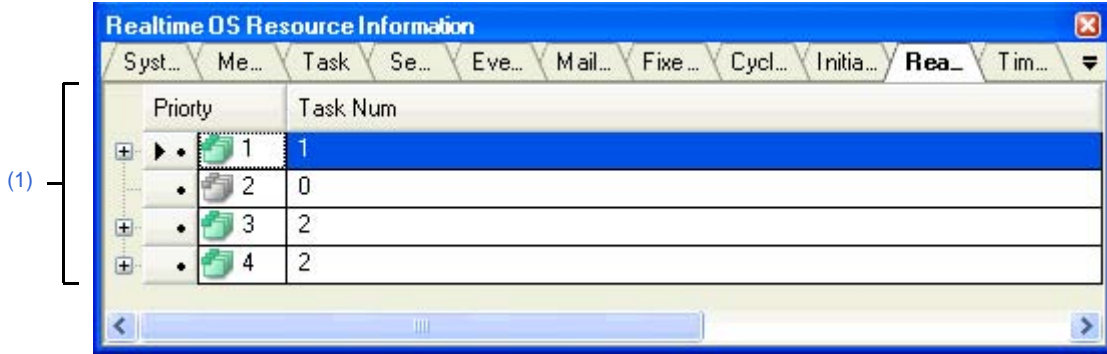 Realtime OS Resource Information
Syst... Me... Task Se... Eve... Mail... Fixe... Cycl... Initia... Rea... Tim...
Priorty Task Num
1 1
(1)
2 0
3 2
4 2